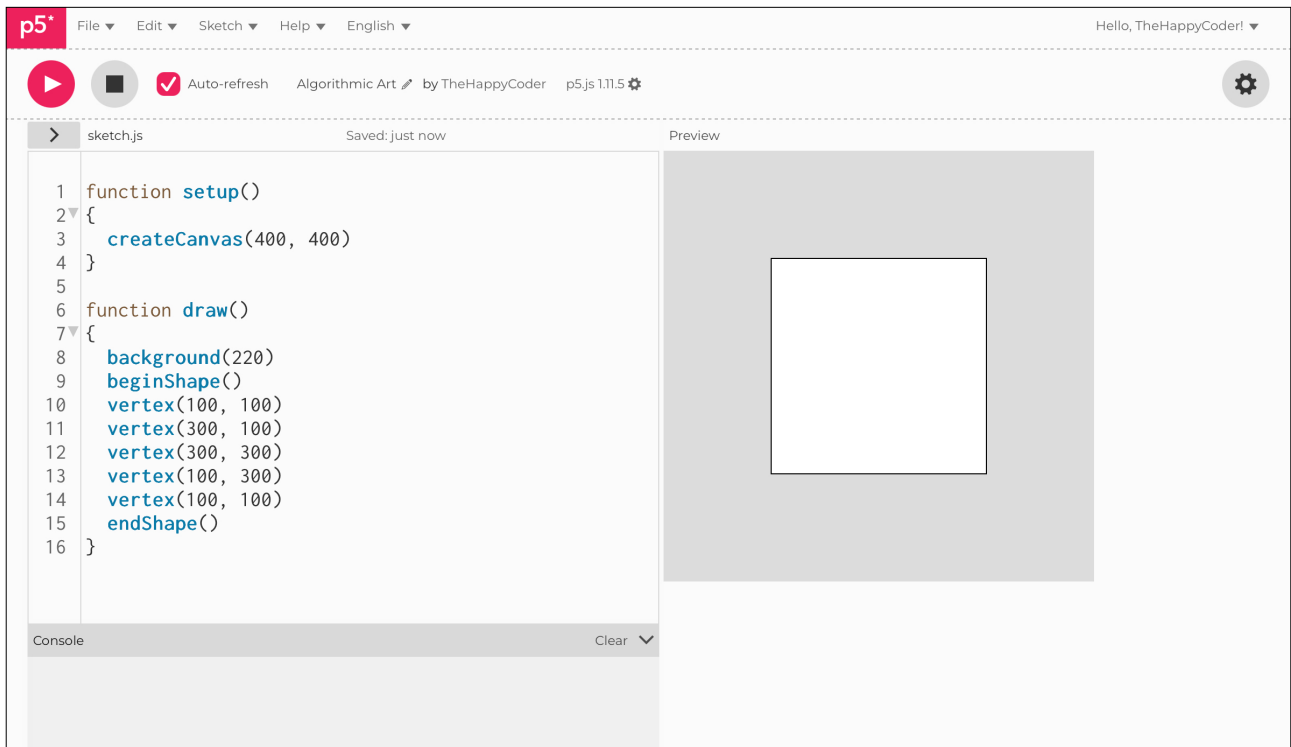 p5* File Edit Sketch Help English Hello, TheHappyCoder!
Auto-refresh Algorithmic Art by TheHappyCoder p5.js 1.11.5
sketch.js Saved: just now Preview
1 function setup()
2 {
3 createCanvas(400, 400)
4 }
5
6 function draw()
7 {
8 background(220)
9 beginShape()
10 vertex(100, 100)
11 vertex(300, 100)
12 vertex(300, 300)
13 vertex(100, 300)
14 vertex(100, 100)
15 endShape()
16 }
Console Clear